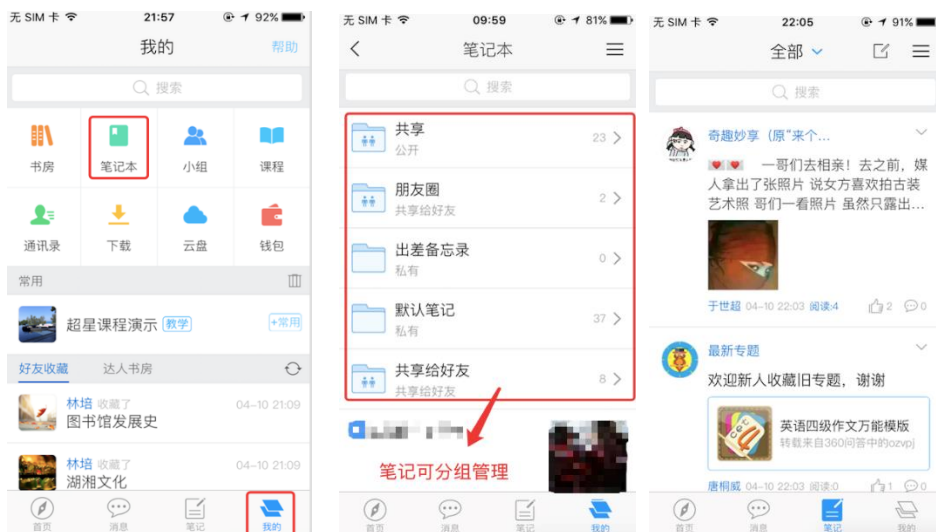 无 SIM 卡
21:57
92%
我的
帮助
搜索
书房
笔记本
小组
课程
通讯录
下载
云盘
钱包
常用
超星课程演示 教学
+常用
好友收藏
达人书房
林培 收藏了
04-10 21:09
图书馆发展史
林培 收藏了
04-10 21:09
湖湘文化
首页
消息
笔记
我的
无 SIM 卡
09:59
81%
笔记本
搜索
共享
公开
23
朋友圈
共享给好友
2
出差备忘录
私有
0
默认笔记
私有
37
共享给好友
共享给好友
8
笔记可分组管理
首页
消息
笔记
我的
无 SIM 卡
22:05
91%
全部
搜索
奇趣妙享（原"来个...
一哥们去相亲！去之前，媒
人拿出了张照片 说女方喜欢拍古装
艺术照 哥们一看照片 虽然只露出...
于世超 04-10 22:03 阅读:4
2
0
最新专题
欢迎新人收藏旧专题，谢谢
英语四级作文万能模版
转载来自360问答中的ozvpj
唐桐威 04-10 22:03 阅读:0
1
0
首页
消息
笔记
我的